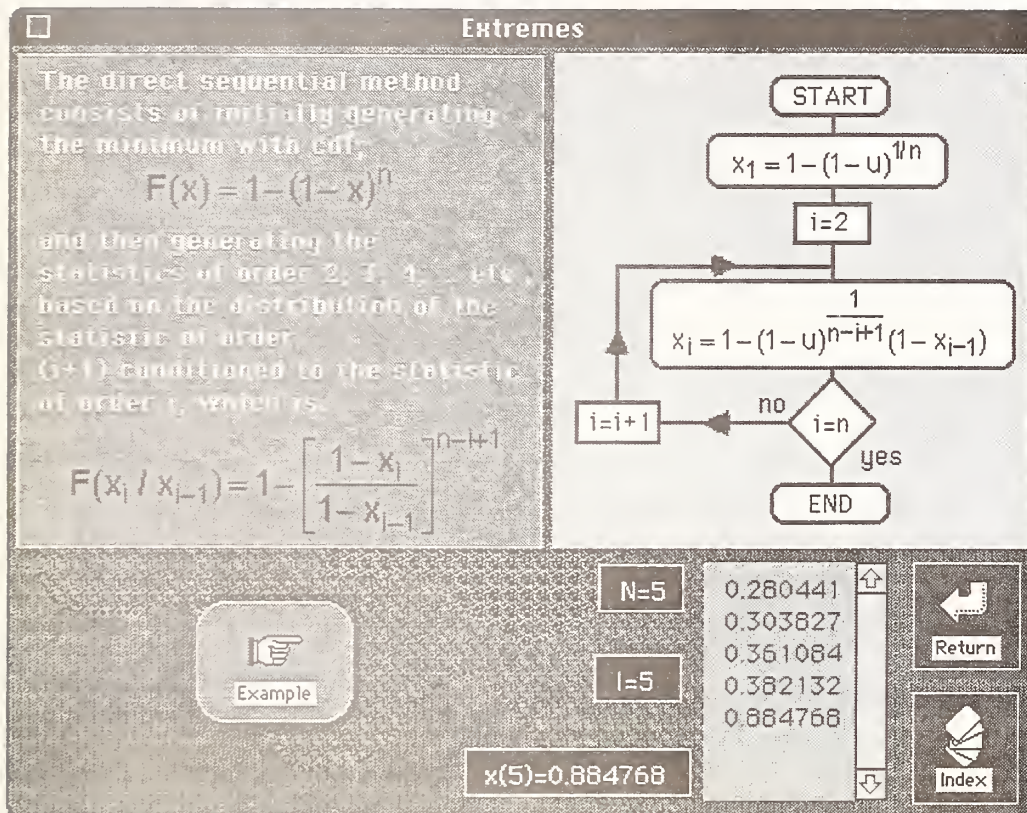 Extremes
The direct sequential method
consists of initially generating
the minimum with cdf,
F(x)=1-(1-x)^n
and then generating the
statistics of order 2, 3, 4, . . etc.,
based on the distribution of the
statistic of order
(i+1) conditioned to the statistic
of order i, which is.
F(x_i / x_{i-1})=1-[(1-x_i)/(1-x_{i-1})]^{n-i+1}
START
x_1=1-(1-u)^{1/n}
i=2
x_i=1-(1-u)^{1/(n-i+1)}(1-x_{i-1})
i=i+1
no
i=n
yes
END
Example
N=5
I=5
x(5)=0.884768
0.280441
0.303827
0.361084
0.382132
0.884768
Return
Index